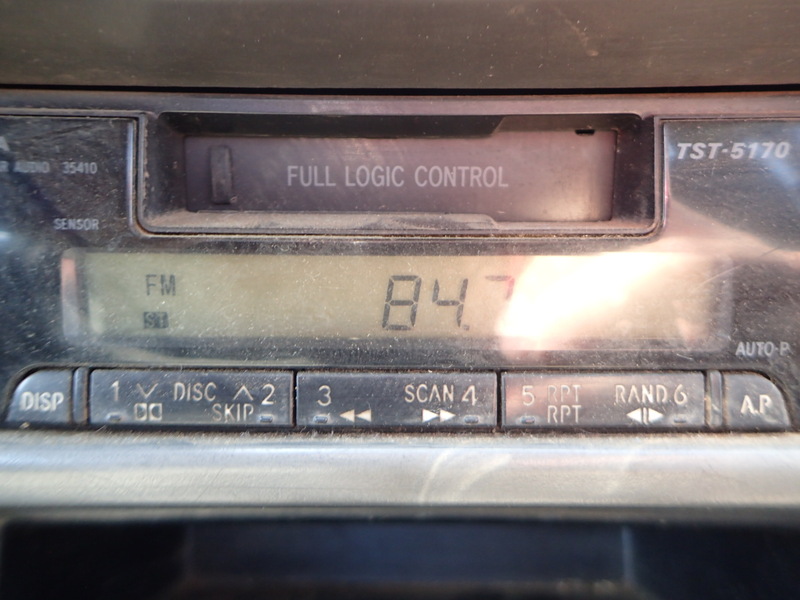 FULL LOGIC CONTROL
TST-5170
35410
SENSOR
FM
84.7
ST
AUTO-P
DISP
1 DISC 2
SKIP
3 SCAN 4
5 RPT RAND 6
RPT
A.P